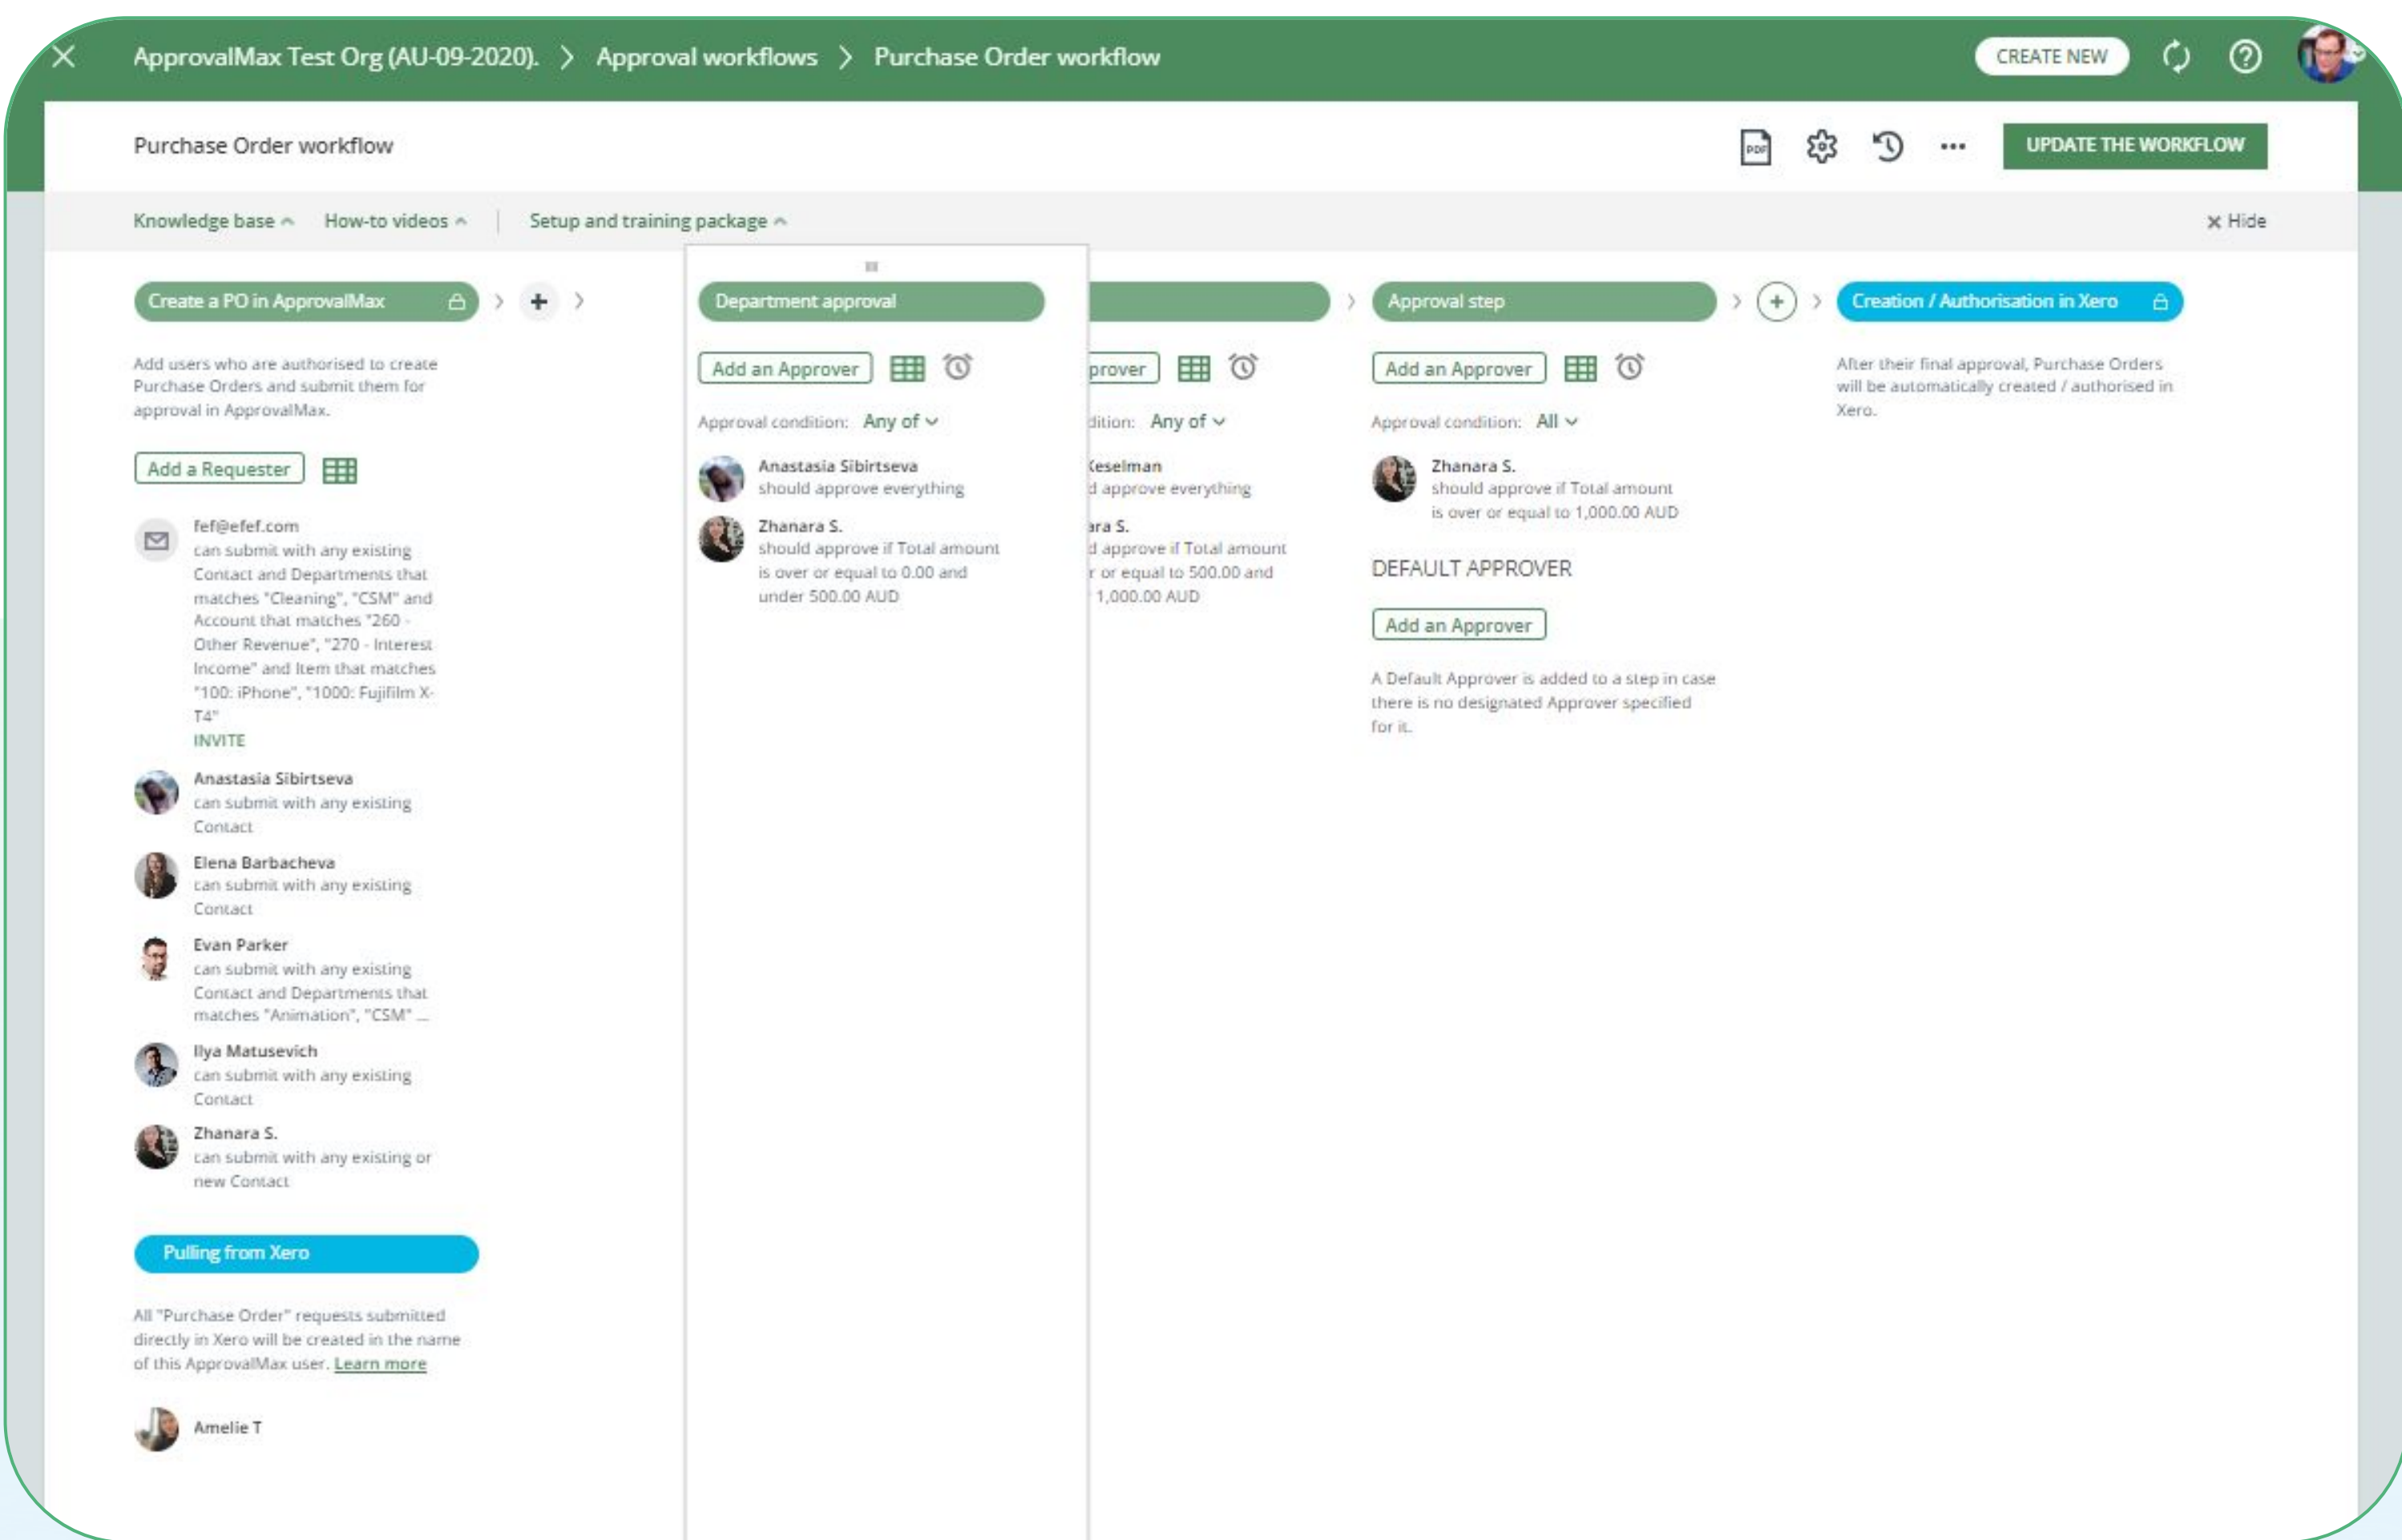 ApprovalMax Test Org (AU-09-2020). > Approval workflows > Purchase Order workflow
CREATE NEW
Purchase Order workflow
PDF
UPDATE THE WORKFLOW
Knowledge base
How-to videos
Setup and training package
Hide
Create a PO in ApprovalMax
Add users who are authorised to create
Purchase Orders and submit them for
approval in ApprovalMax.
Add a Requester
fef@efef.com
can submit with any existing
Contact and Departments that
matches "Cleaning", "CSM" and
Account that matches "260 -
Other Revenue", "270 - Interest
Income" and Item that matches
"100: iPhone", "1000: Fujifilm X-
T4"
INVITE
Anastasia Sibirtseva
can submit with any existing
Contact
Elena Barbacheva
can submit with any existing
Contact
Evan Parker
can submit with any existing
Contact and Departments that
matches "Animation", "CSM" ...
Ilya Matusevich
can submit with any existing
Contact
Zhanara S.
can submit with any existing or
new Contact
Pulling from Xero
All "Purchase Order" requests submitted
directly in Xero will be created in the name
of this ApprovalMax user. Learn more
Amelie T
Department approval
Add an Approver
Approval condition: Any of
Anastasia Sibirtseva
should approve everything
Zhanara S.
should approve if Total amount
is over or equal to 0.00 and
under 500.00 AUD
prover
dition: Any of
Keselman
d approve everything
ara S.
d approve if Total amount
r or equal to 500.00 and
1,000.00 AUD
Approval step
Add an Approver
Approval condition: All
Zhanara S.
should approve if Total amount
is over or equal to 1,000.00 AUD
DEFAULT APPROVER
Add an Approver
A Default Approver is added to a step in case
there is no designated Approver specified
for it.
Creation / Authorisation in Xero
After their final approval, Purchase Orders
will be automatically created / authorised in
Xero.